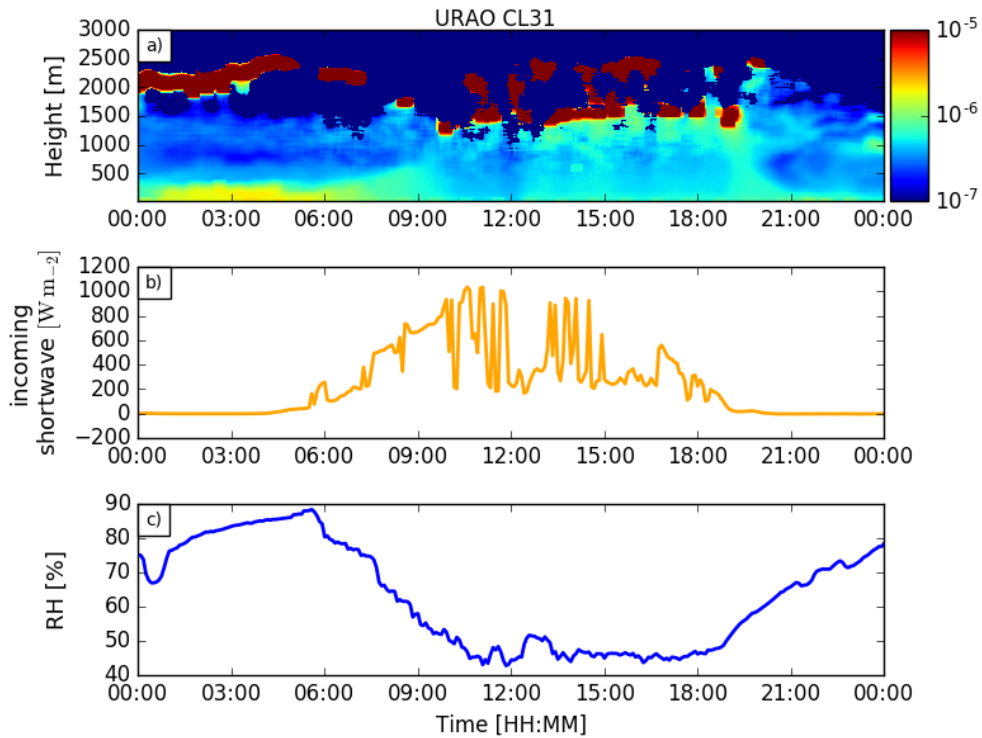 URAO CL31
a)
Height [m]
3000
2500
2000
1500
1000
500
10⁻⁵
10⁻⁶
10⁻⁷
00:00 03:00 06:00 09:00 12:00 15:00 18:00 21:00 00:00
b)
incoming
shortwave [W m₋₂]
1200
1000
800
600
400
200
0
−200
00:00 03:00 06:00 09:00 12:00 15:00 18:00 21:00 00:00
c)
RH [%]
90
80
70
60
50
40
00:00 03:00 06:00 09:00 12:00 15:00 18:00 21:00 00:00
Time [HH:MM]